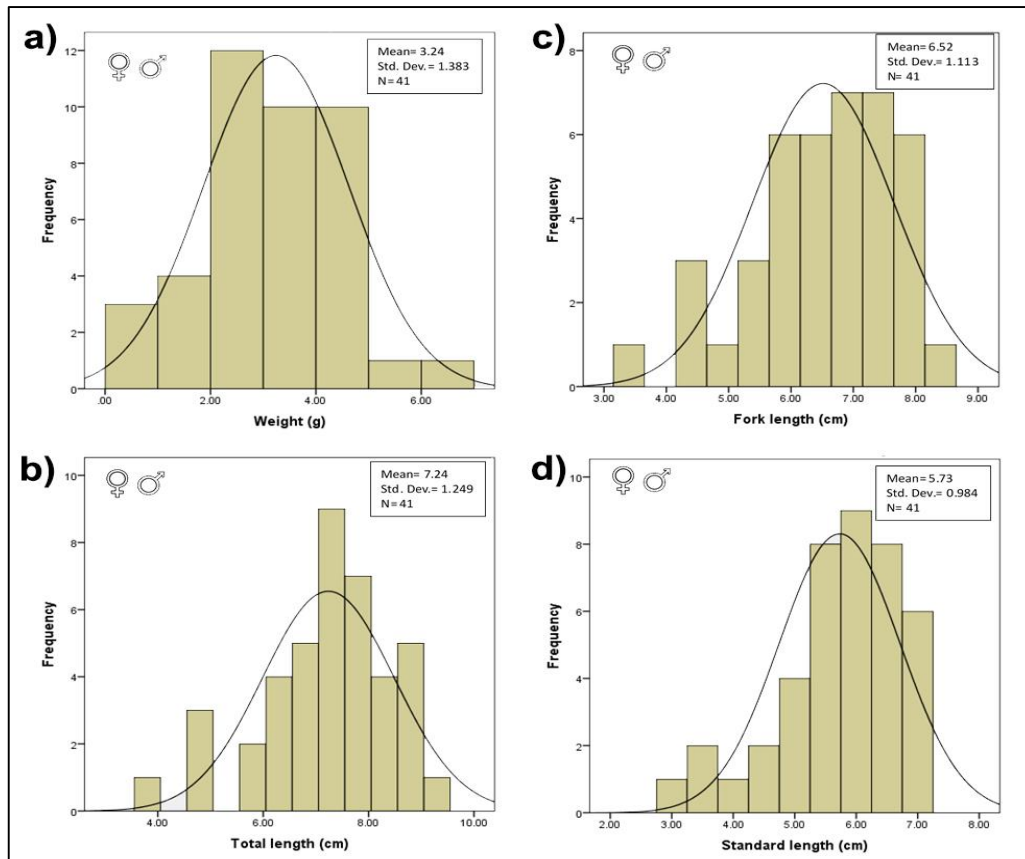 a)
Mean= 3.24
Std. Dev.= 1.383
N= 41
Frequency
12
10
8
6
4
2
0
.00 2.00 4.00 6.00
Weight (g)
c)
Mean= 6.52
Std. Dev.= 1.113
N= 41
Frequency
8
6
4
2
0
3.00 4.00 5.00 6.00 7.00 8.00 9.00
Fork length (cm)
b)
Mean= 7.24
Std. Dev.= 1.249
N= 41
Frequency
10
8
6
4
2
0
4.00 6.00 8.00 10.00
Total length (cm)
d)
Mean= 5.73
Std. Dev.= 0.984
N= 41
Frequency
10
8
6
4
2
0
2.00 3.00 4.00 5.00 6.00 7.00 8.00
Standard length (cm)